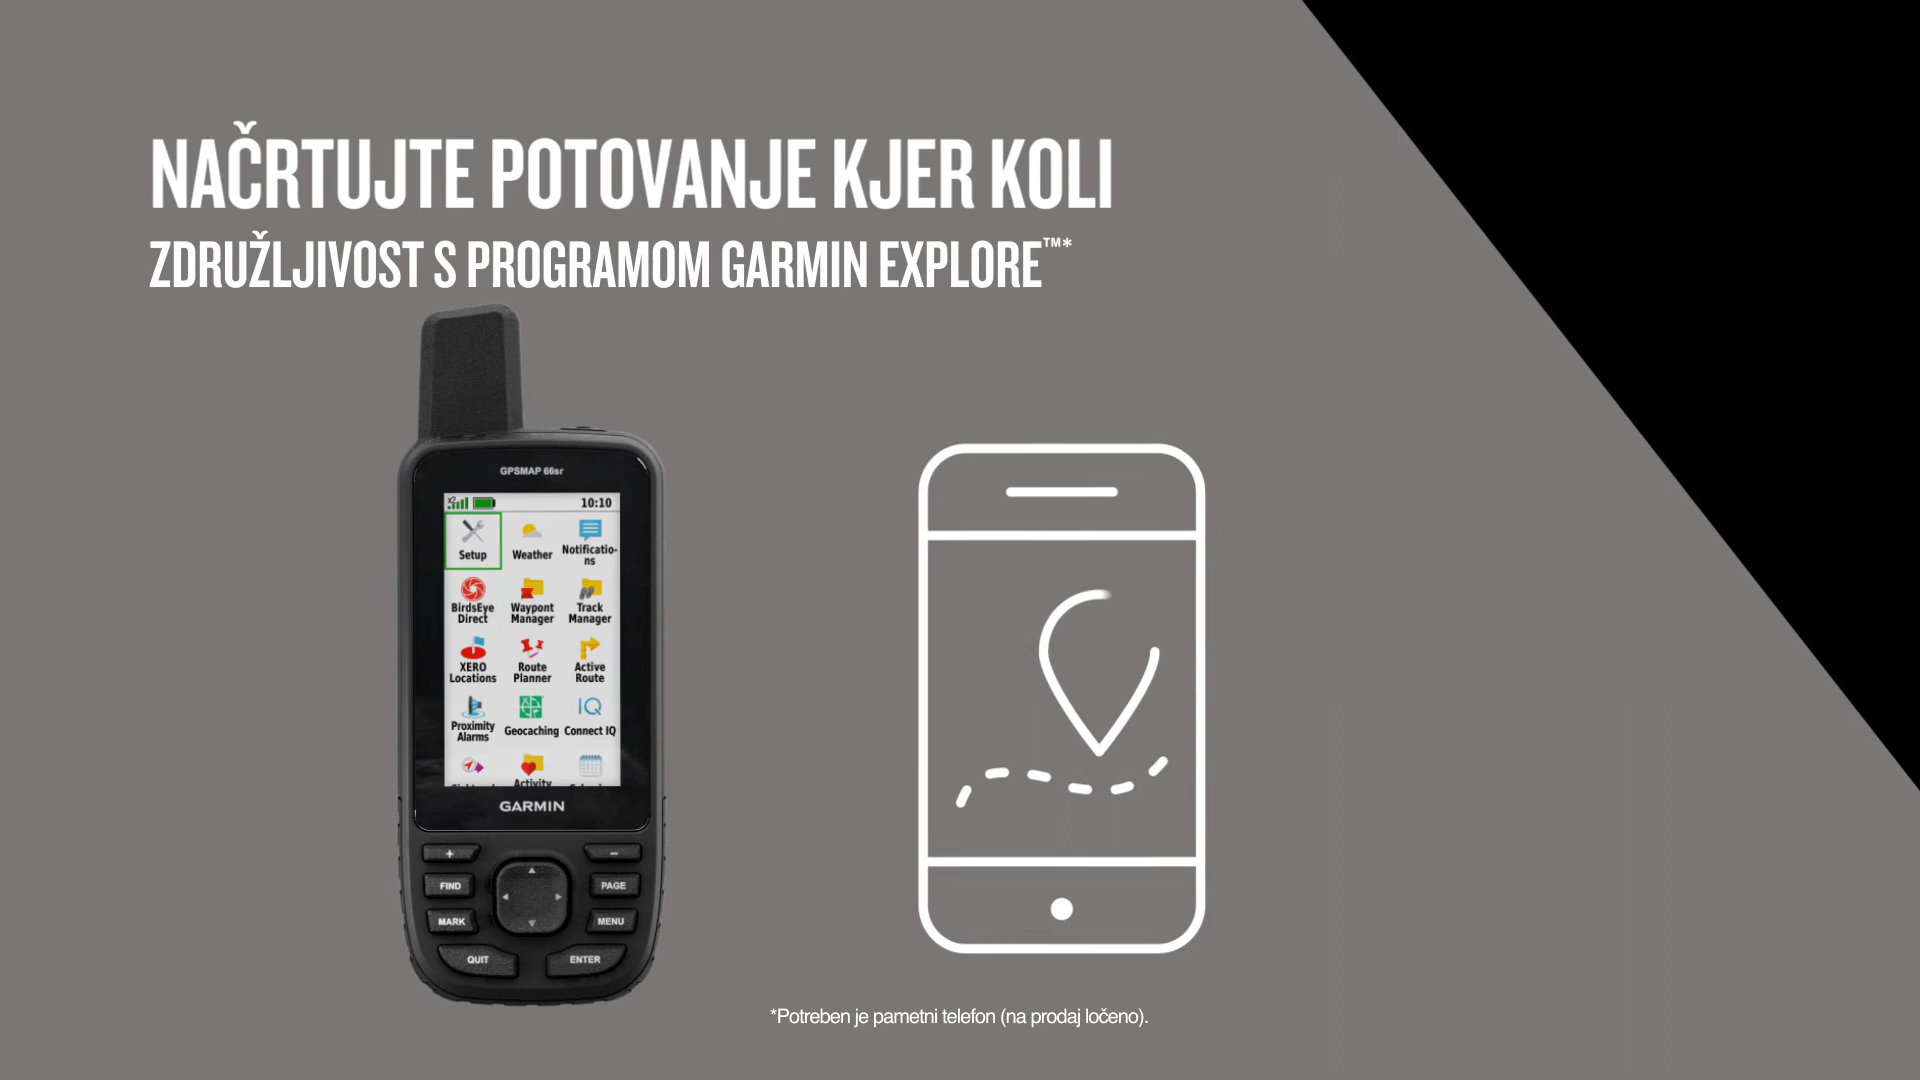 NAČRTUJTE POTOVANJE KJER KOLI
ZDRUŽLJIVOST S PROGRAMOM GARMIN EXPLORE™*
GPSMAP 66sr
10:10
Setup
Weather
Notificatio-
ns
BirdsEye
Direct
Waypont
Manager
Track
Manager
XERO
Locations
Route
Planner
Active
Route
Proximity
Alarms
Geocaching
IQ
Connect IQ
Activity
GARMIN
+
−
FIND
PAGE
MARK
MENU
QUIT
ENTER
*Potreben je pametni telefon (na prodaj ločeno).